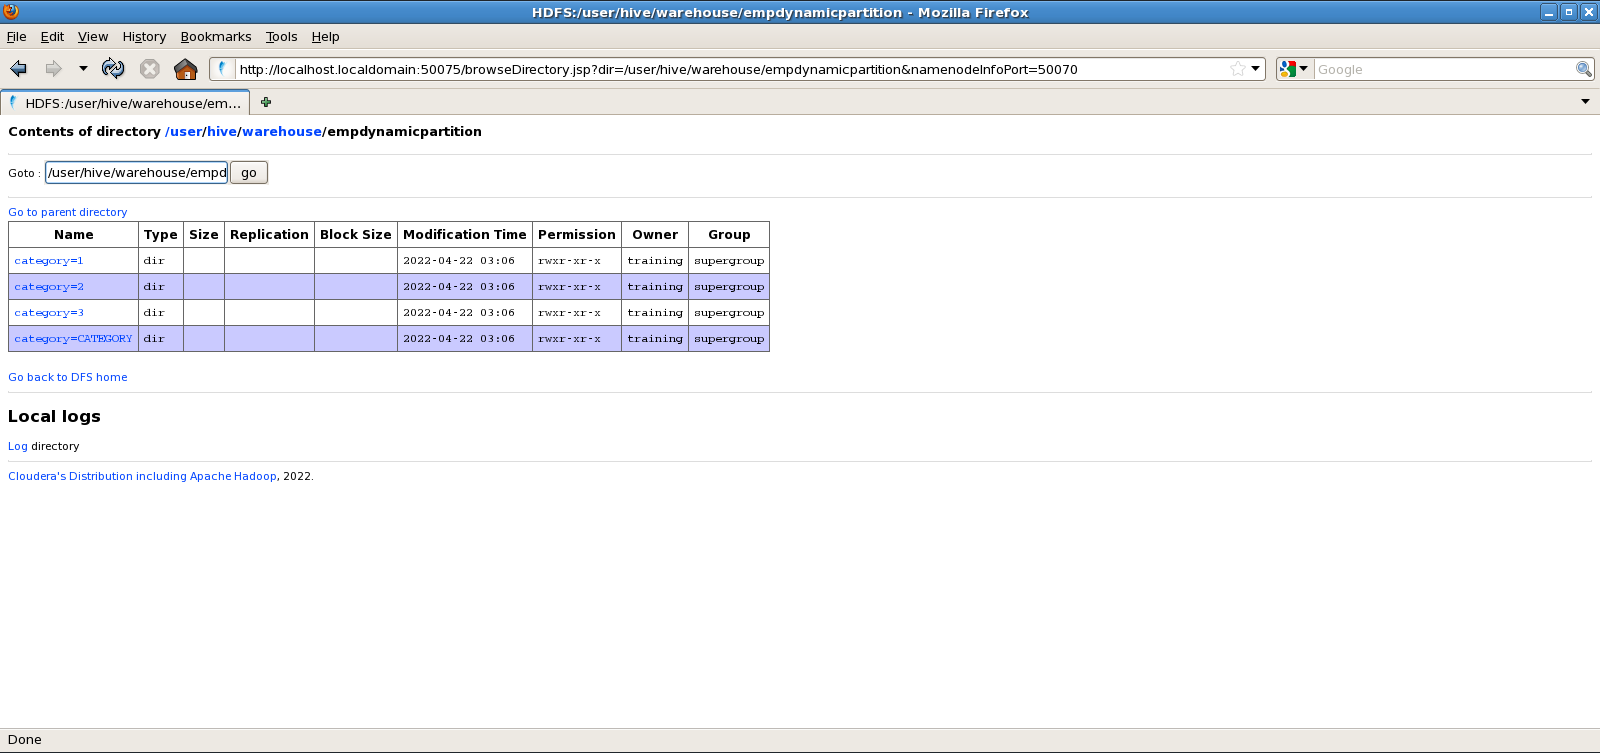 HDFS:/user/hive/warehouse/empdynamicpartition - Mozilla Firefox
File Edit View History Bookmarks Tools Help
http://localhost.localdomain:50075/browseDirectory.jsp?dir=/user/hive/warehouse/empdynamicpartition&namenodeInfoPort=50070 Google
HDFS:/user/hive/warehouse/em...
Contents of directory /user/hive/warehouse/empdynamicpartition
Goto : /user/hive/warehouse/empd go
Go to parent directory
Name Type Size Replication Block Size Modification Time Permission Owner Group
category=1 dir 2022-04-22 03:06 rwxr-xr-x training supergroup
category=2 dir 2022-04-22 03:06 rwxr-xr-x training supergroup
category=3 dir 2022-04-22 03:06 rwxr-xr-x training supergroup
category=CATEGORY dir 2022-04-22 03:06 rwxr-xr-x training supergroup
Go back to DFS home
Local logs
Log directory
Cloudera's Distribution including Apache Hadoop, 2022.
Done